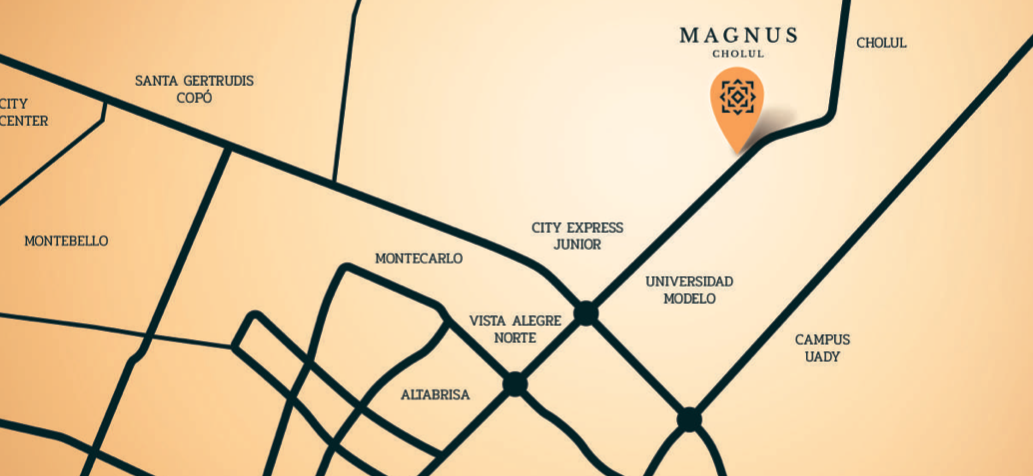 MAGNUS
CHOLUL
CHOLUL
SANTA GERTRUDIS
COPÓ
CITY
CENTER
MONTEBELLO
MONTECARLO
CITY EXPRESS
JUNIOR
UNIVERSIDAD
MODELO
VISTA ALEGRE
NORTE
CAMPUS
UADY
ALTABRISA